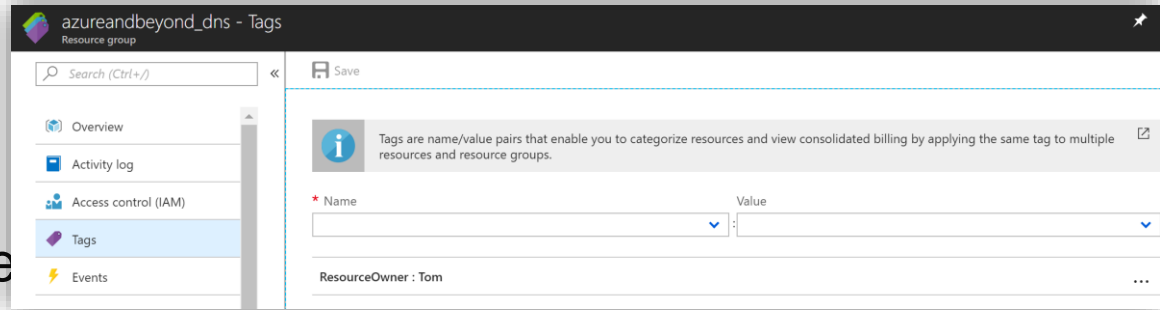 azureandbeyond_dns - Tags
Resource group
Search (Ctrl+/)
«
Save
Overview
Activity log
Access control (IAM)
Tags
Events
Tags are name/value pairs that enable you to categorize resources and view consolidated billing by applying the same tag to multiple
resources and resource groups.
* Name
Value
:
ResourceOwner : Tom
...
e